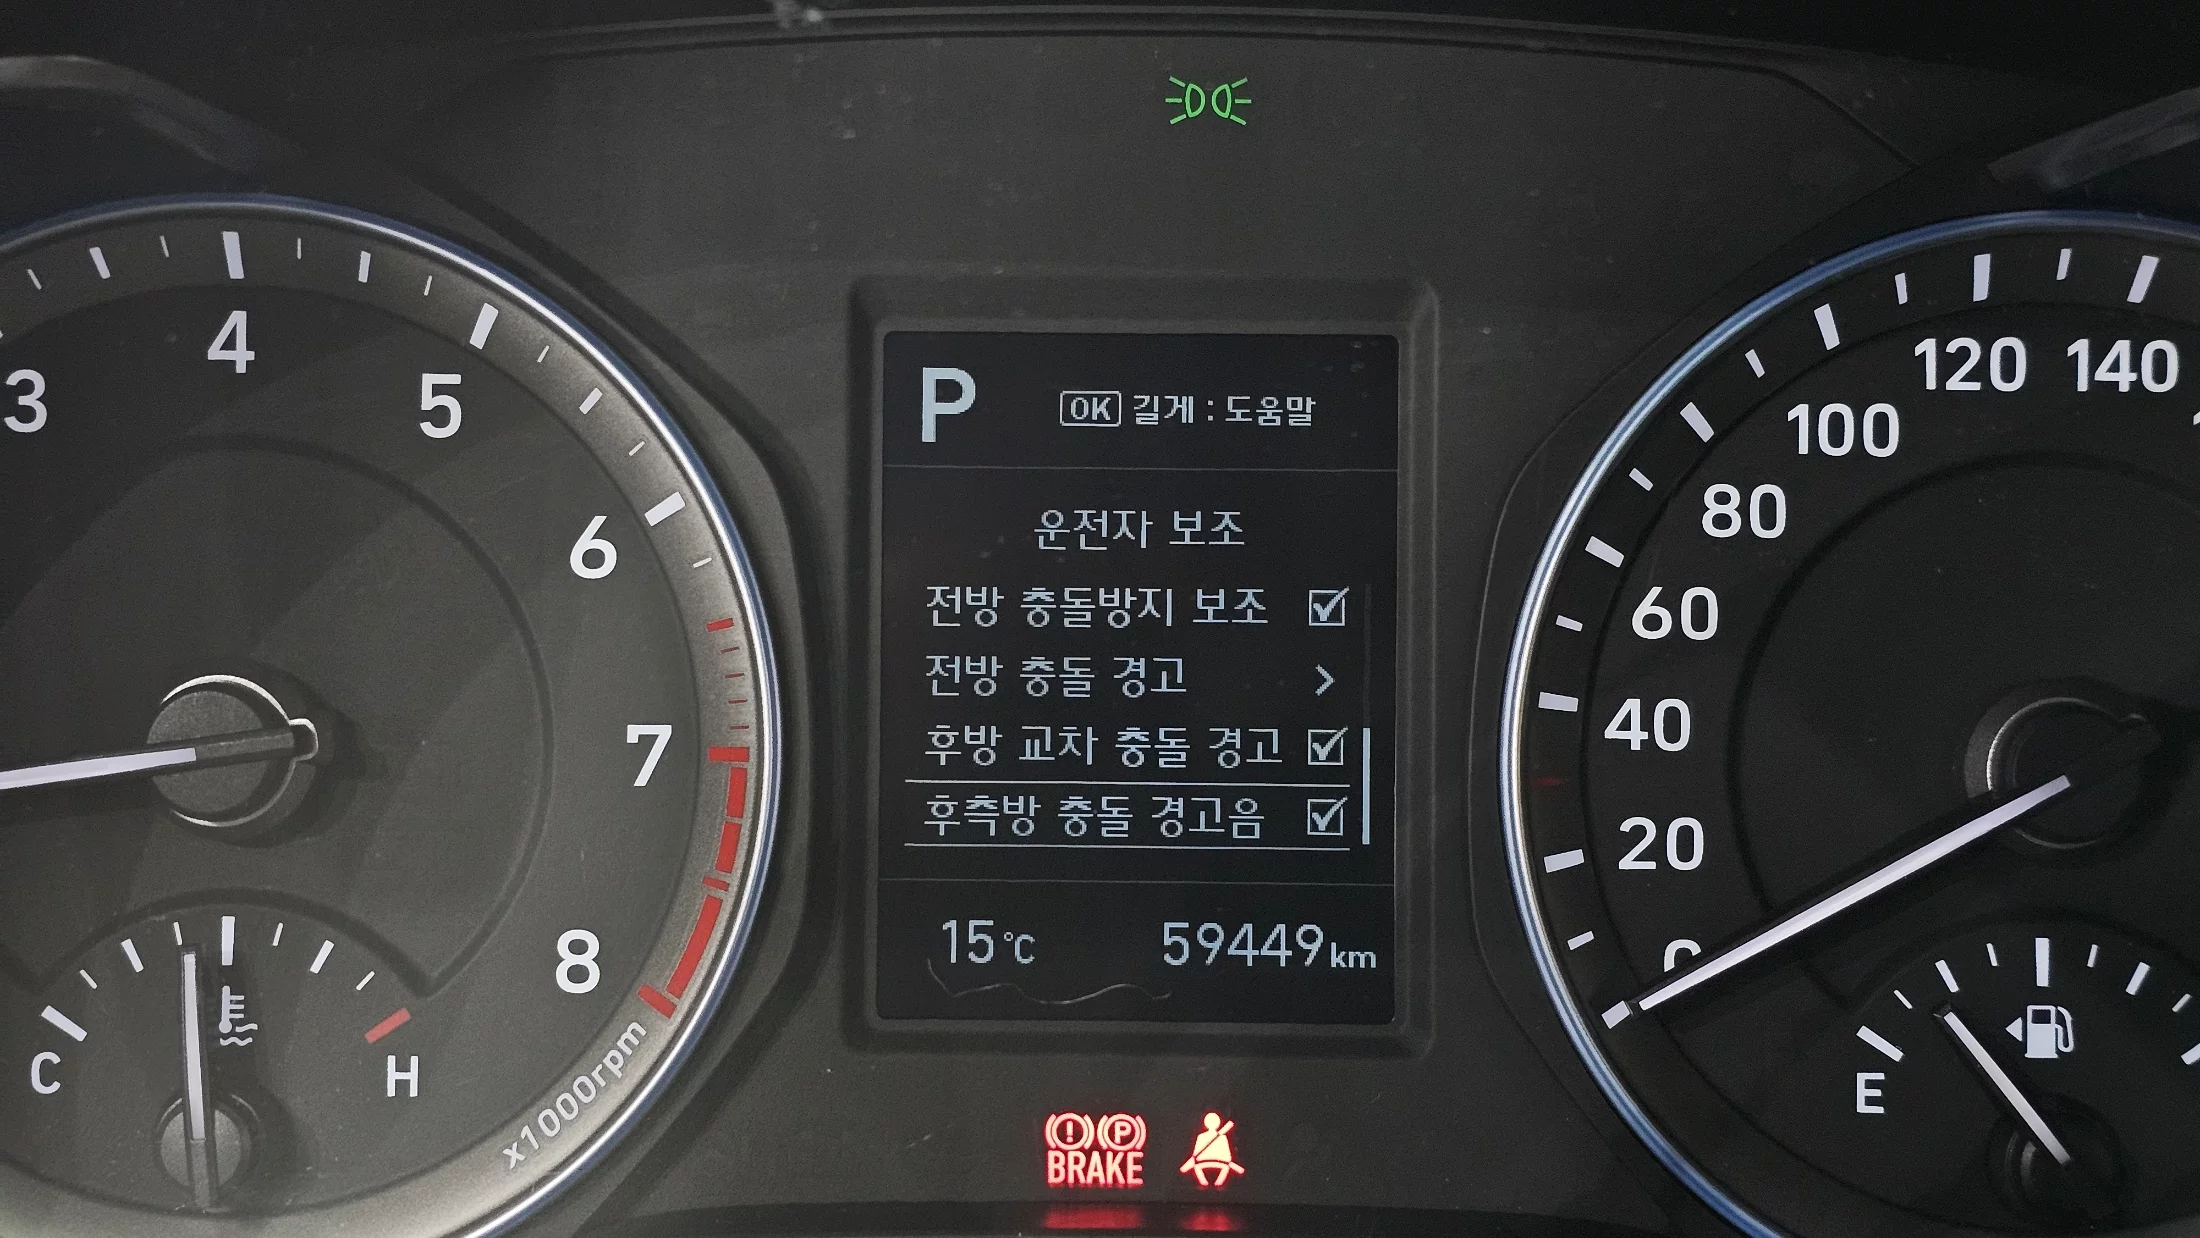 P
OK 길게 : 도움말
운전자 보조
전방 충돌방지 보조
전방 충돌 경고
후방 교차 충돌 경고
후측방 충돌 경고음
15°C 59449km
3
4
5
6
7
8
x1000rpm
C
H
0
20
40
60
80
100
120
140
E
P
BRAKE